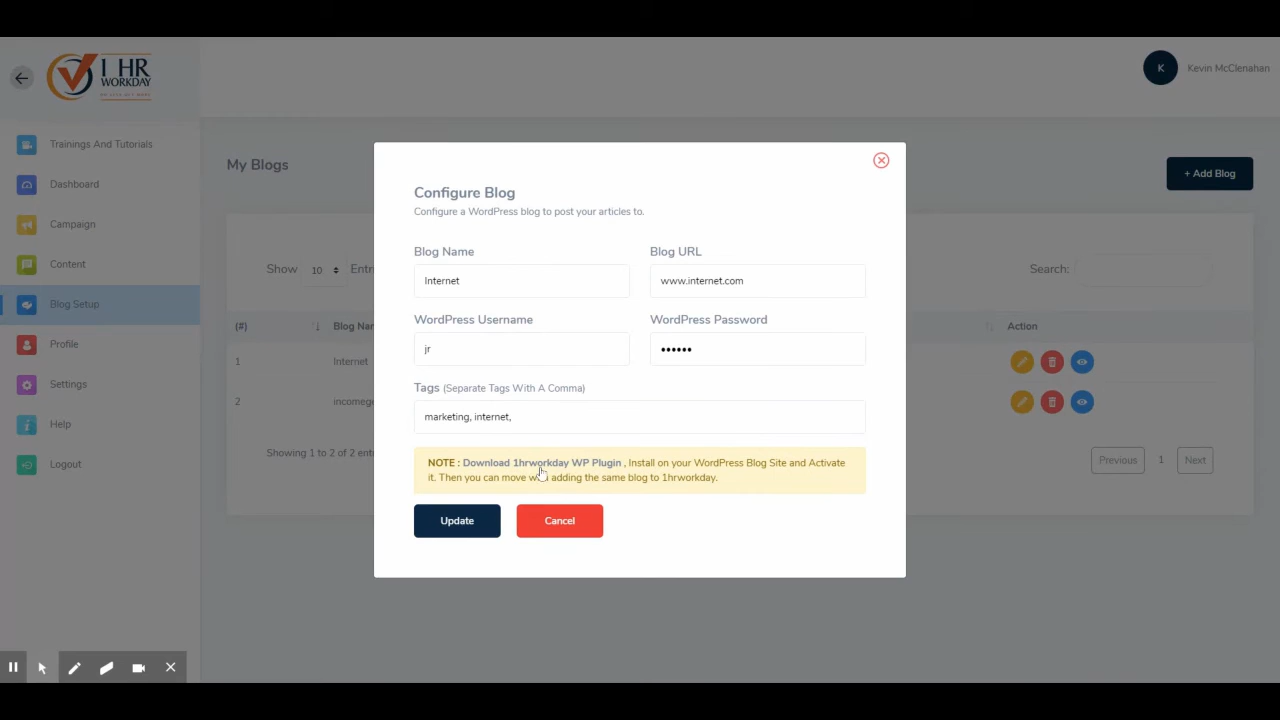 1 HR
WORKDAY
K
Kevin McClenahan
Trainings And Tutorials
Dashboard
Campaign
Content
Blog Setup
Profile
Settings
Help
Logout
My Blogs
+ Add Blog
Show 10 Entri
Search:
(#)
Blog Nam
Action
1
Internet
2
incomege
Showing 1 to 2 of 2 entr
Previous 1 Next
Configure Blog
Configure a WordPress blog to post your articles to.
Blog Name
Blog URL
Internet
www.internet.com
WordPress Username
WordPress Password
jr
••••••
Tags (Separate Tags With A Comma)
marketing, internet,
NOTE : Download 1hrworkday WP Plugin , Install on your WordPress Blog Site and Activate
it. Then you can move with adding the same blog to 1hrworkday.
Update
Cancel